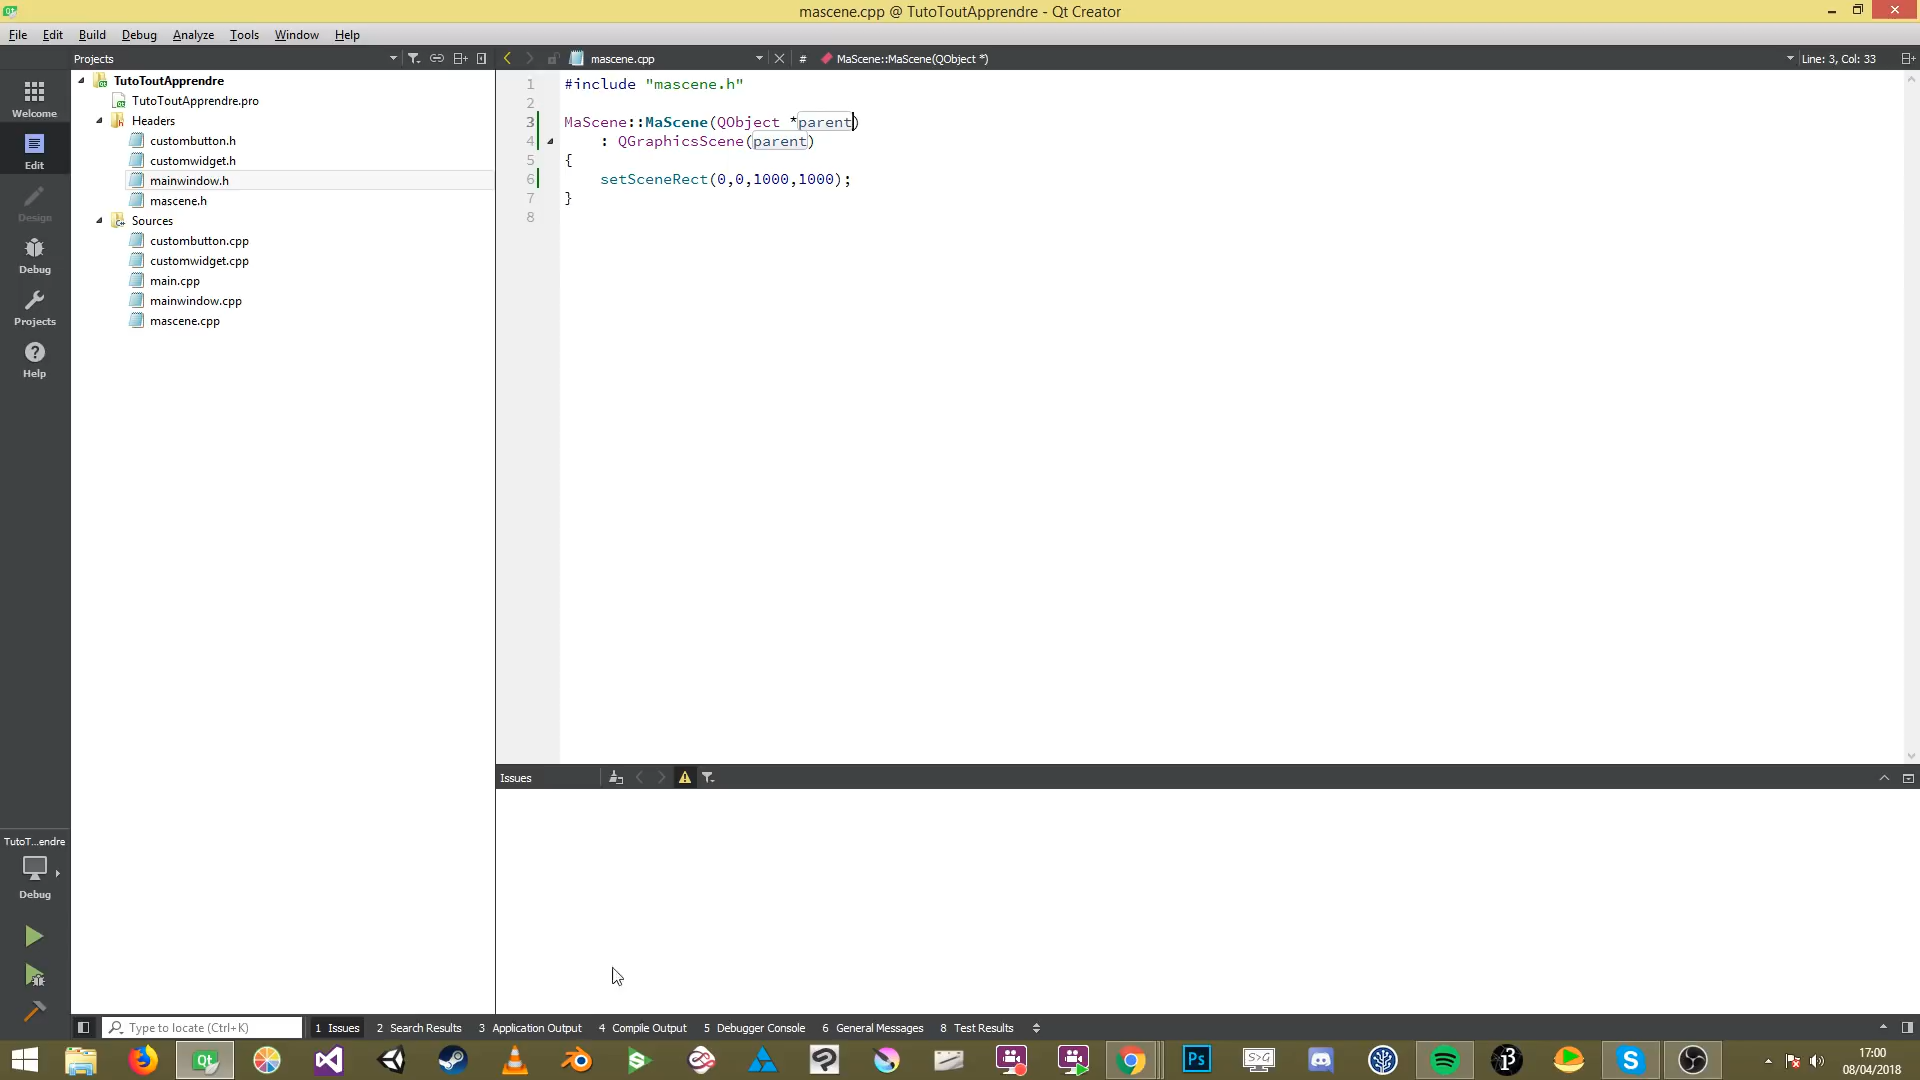 mascene.cpp @ TutoToutApprendre - Qt Creator
File Edit Build Debug Analyze Tools Window Help
Projects mascene.cpp # MaScene::MaScene(QObject *) Line: 3, Col: 33
Welcome
Edit
Design
Debug
Projects
Help
TutoToutApprendre
TutoToutApprendre.pro
Headers
custombutton.h
customwidget.h
mainwindow.h
mascene.h
Sources
custombutton.cpp
customwidget.cpp
main.cpp
mainwindow.cpp
mascene.cpp
1 #include "mascene.h"
2
3 MaScene::MaScene(QObject *parent)
4 : QGraphicsScene(parent)
5 {
6 setSceneRect(0,0,1000,1000);
7 }
8
Issues
TutoT...endre
Debug
Type to locate (Ctrl+K) 1 Issues 2 Search Results 3 Application Output 4 Compile Output 5 Debugger Console 6 General Messages 8 Test Results
Qt Ps S>G 17:00
08/04/2018